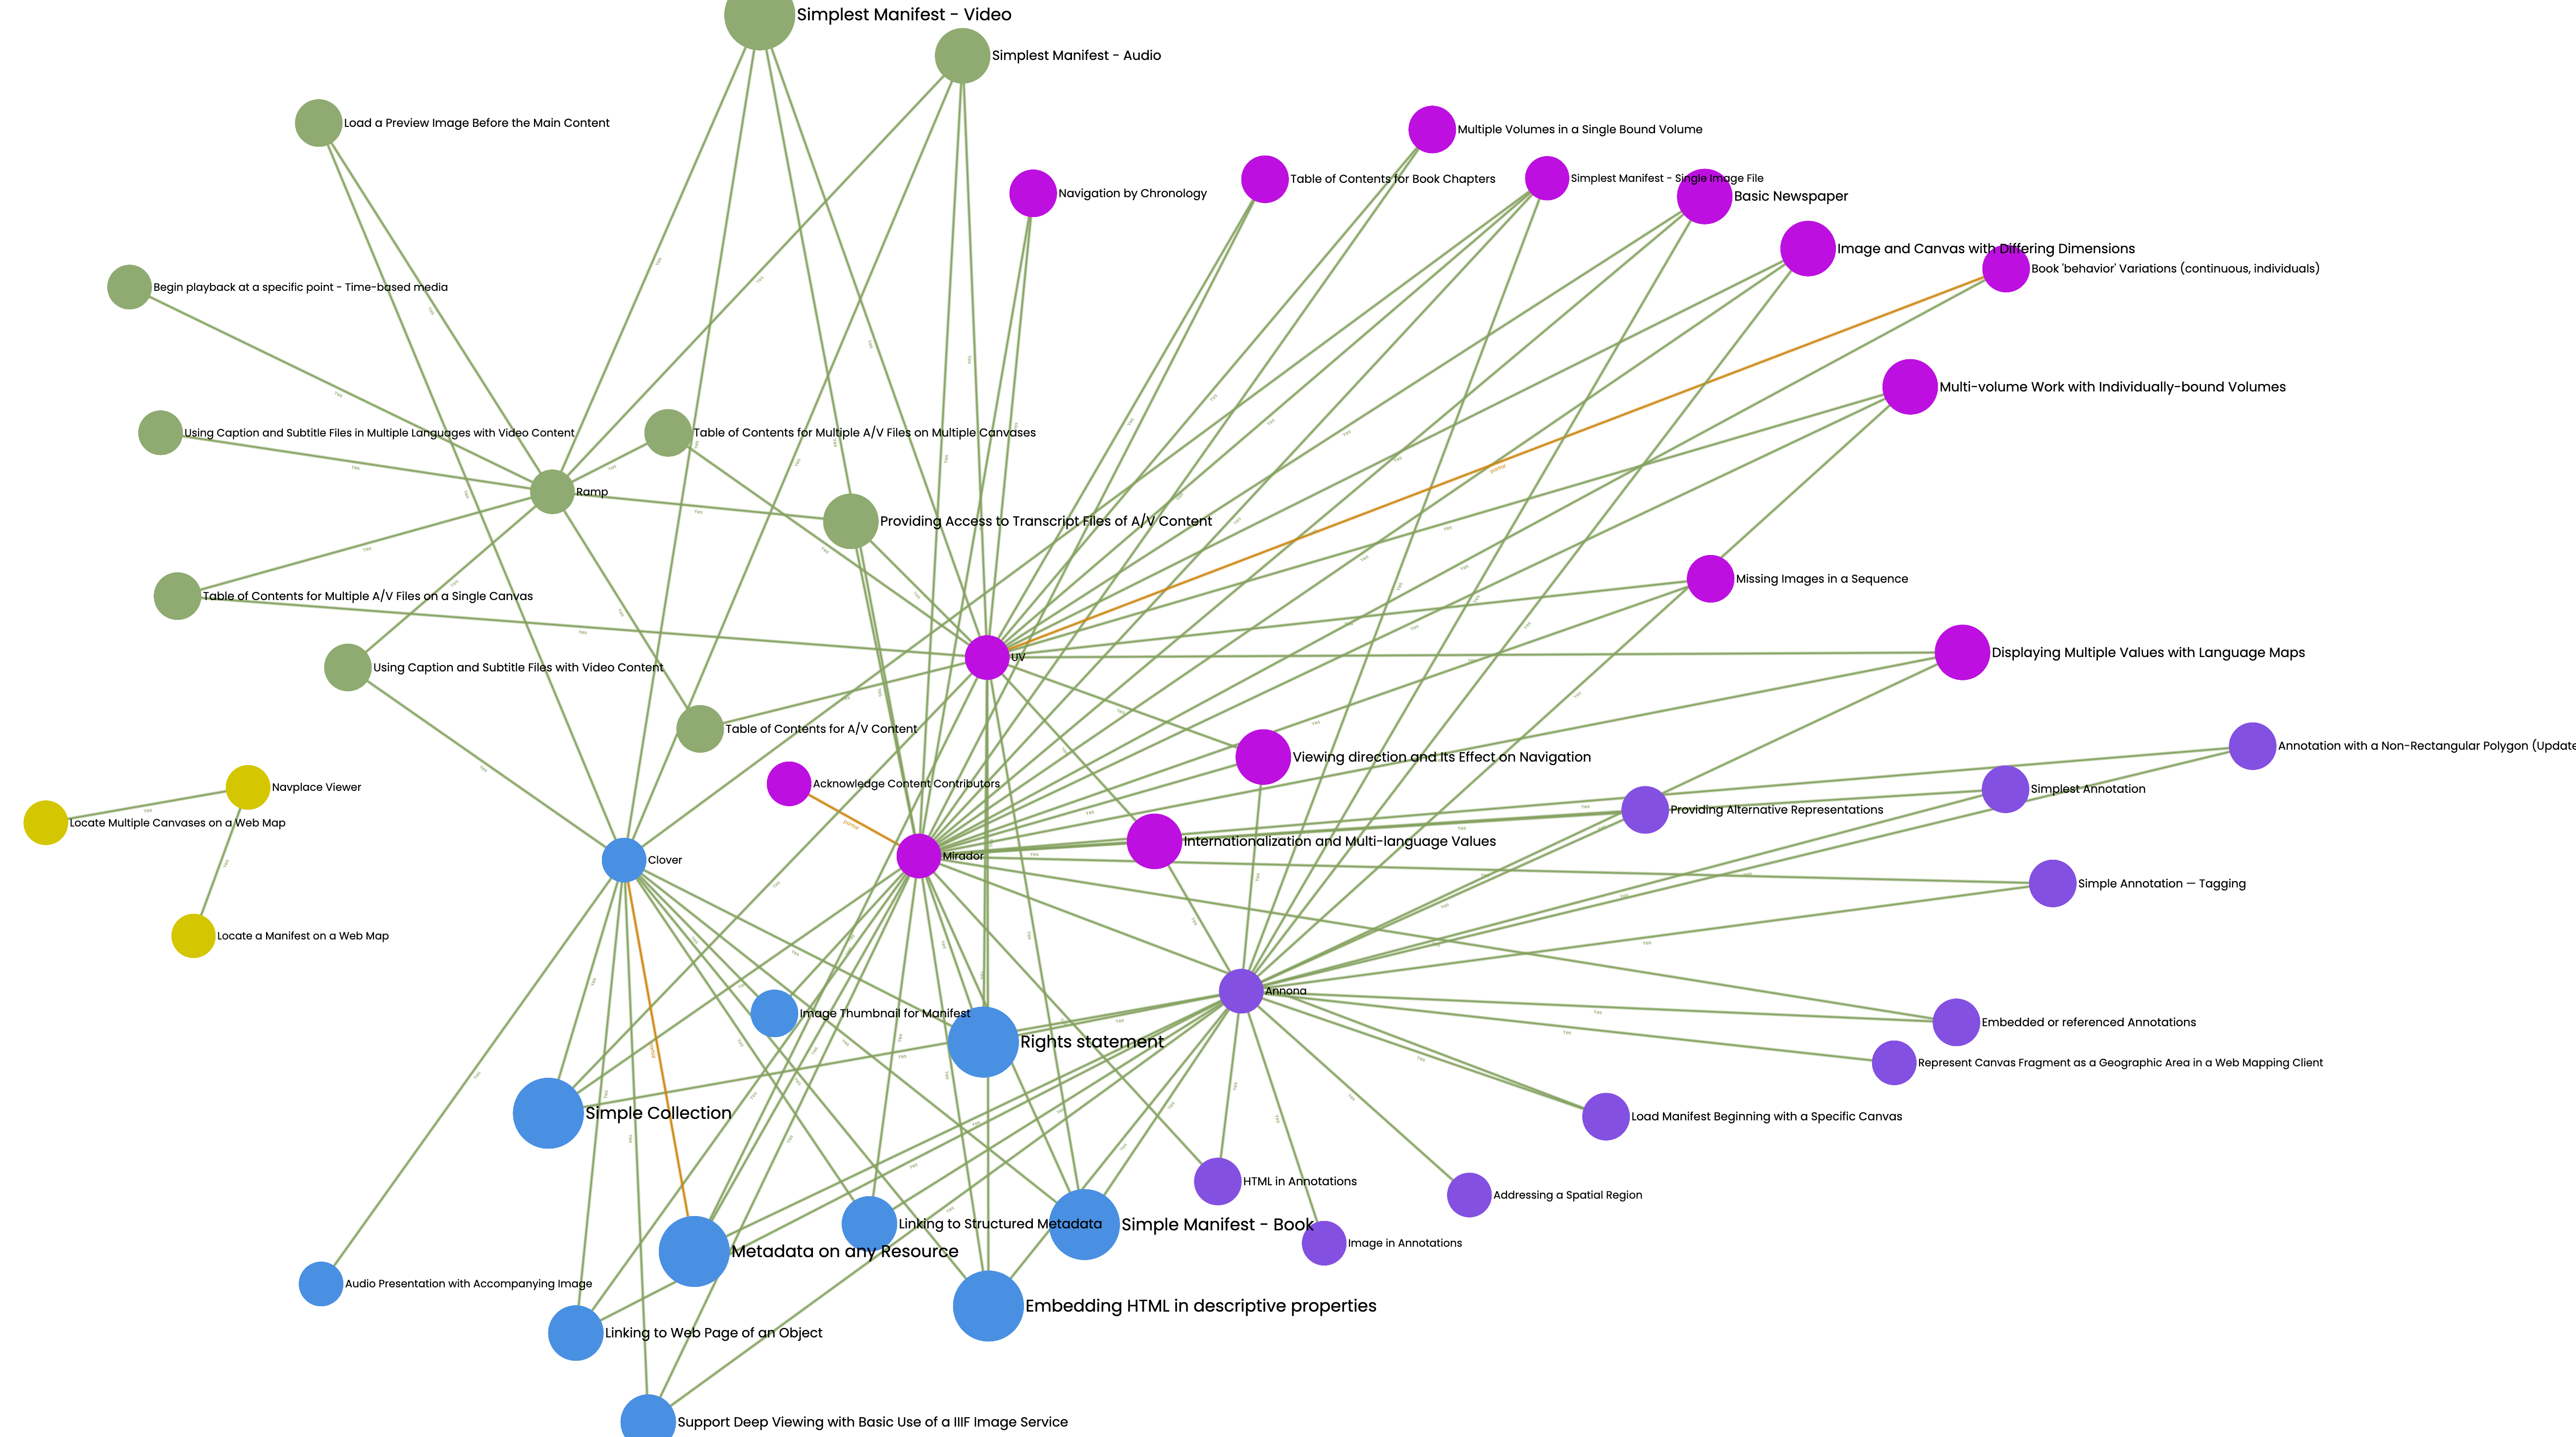 Simplest Manifest - Video
Simplest Manifest - Audio
Load a Preview Image Before the Main Content
Multiple Volumes in a Single Bound Volume
Table of Contents for Book Chapters
Simplest Manifest - Single Image File
Navigation by Chronology
Basic Newspaper
Image and Canvas with Differing Dimensions
Book 'behavior' Variations (continuous, individuals)
Begin playback at a specific point - Time-based media
Multi-volume Work with Individually-bound Volumes
Using Caption and Subtitle Files in Multiple Languages with Video Content
Table of Contents for Multiple A/V Files on Multiple Canvases
partial
Ramp
Providing Access to Transcript Files of A/V Content
Missing Images in a Sequence
Table of Contents for Multiple A/V Files on a Single Canvas
UV
Displaying Multiple Values with Language Maps
Using Caption and Subtitle Files with Video Content
Table of Contents for A/V Content
Annotation with a Non-Rectangular Polygon (Update
Viewing direction and Its Effect on Navigation
Acknowledge Content Contributors
Navplace Viewer
Simplest Annotation
Providing Alternative Representations
Locate Multiple Canvases on a Web Map
partial
Internationalization and Multi-language Values
Mirador
Clover
Simple Annotation — Tagging
Locate a Manifest on a Web Map
Annona
Image Thumbnail for Manifest
Embedded or referenced Annotations
Rights statement
partial
Represent Canvas Fragment as a Geographic Area in a Web Mapping Client
Simple Collection
Load Manifest Beginning with a Specific Canvas
HTML in Annotations
Addressing a Spatial Region
Linking to Structured Metadata
Simple Manifest - Book
Image in Annotations
Metadata on any Resource
Audio Presentation with Accompanying Image
Embedding HTML in descriptive properties
Linking to Web Page of an Object
Support Deep Viewing with Basic Use of a IIIF Image Service